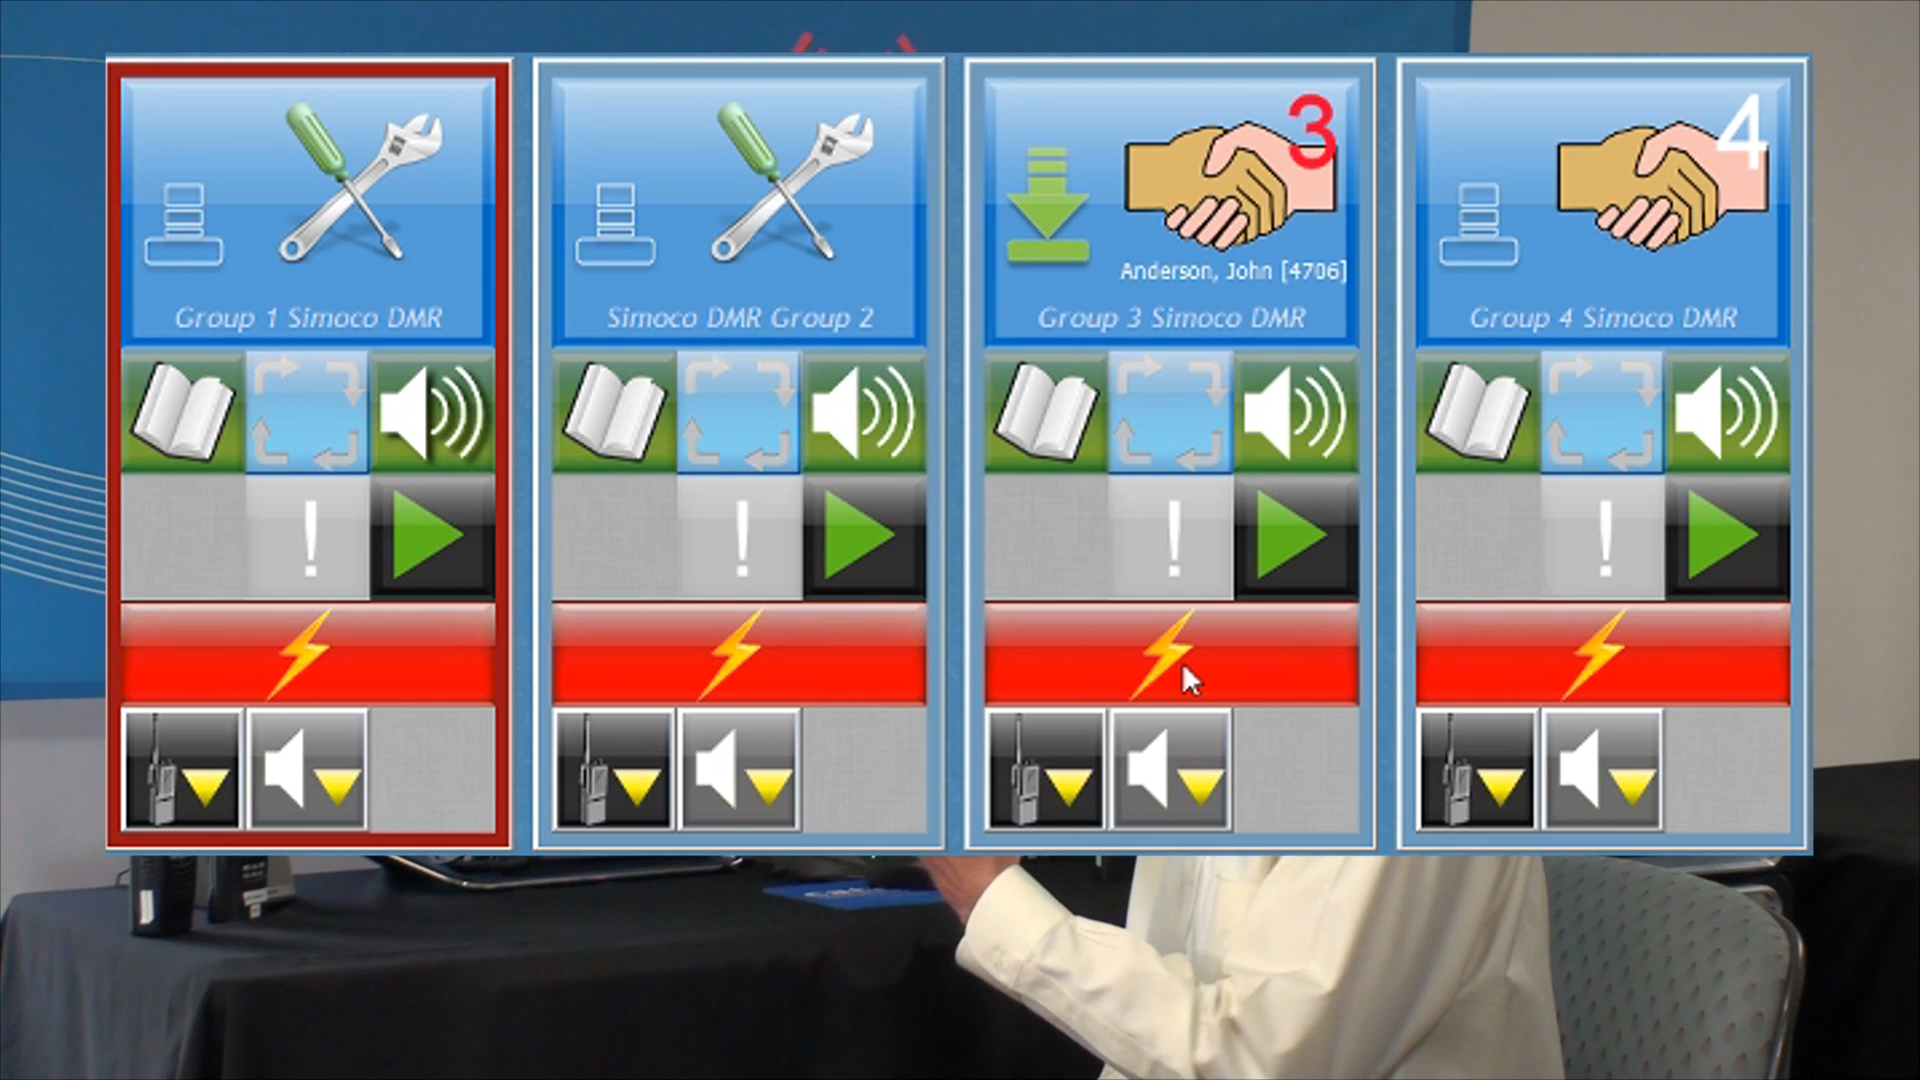 3
4
Anderson, John [4706]
Group 1 Simoco DMR
Simoco DMR Group 2
Group 3 Simoco DMR
Group 4 Simoco DMR
! ! ! !